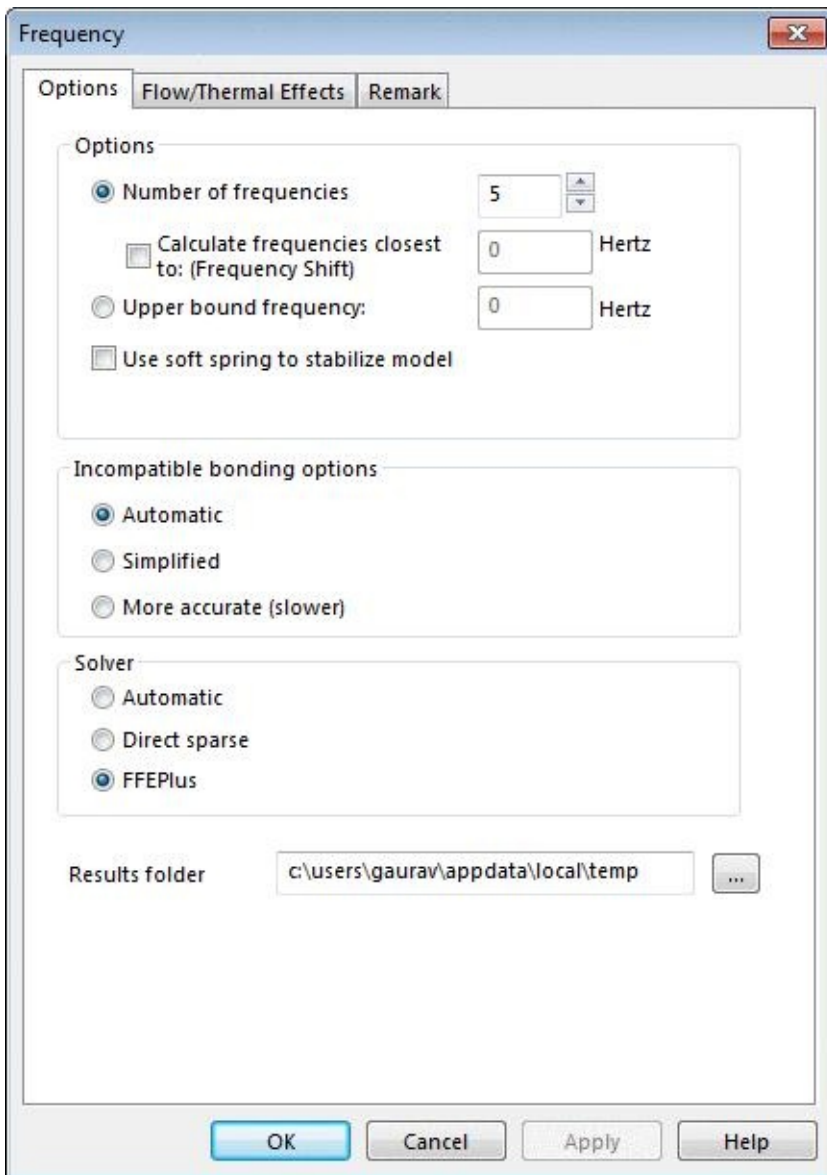 Frequency
Options
Flow/Thermal Effects
Remark
Options
Number of frequencies 5
Calculate frequencies closest
to: (Frequency Shift) 0 Hertz
Upper bound frequency: 0 Hertz
Use soft spring to stabilize model
Incompatible bonding options
Automatic
Simplified
More accurate (slower)
Solver
Automatic
Direct sparse
FFEPlus
Results folder c:\users\gaurav\appdata\local\temp ...
OK Cancel Apply Help